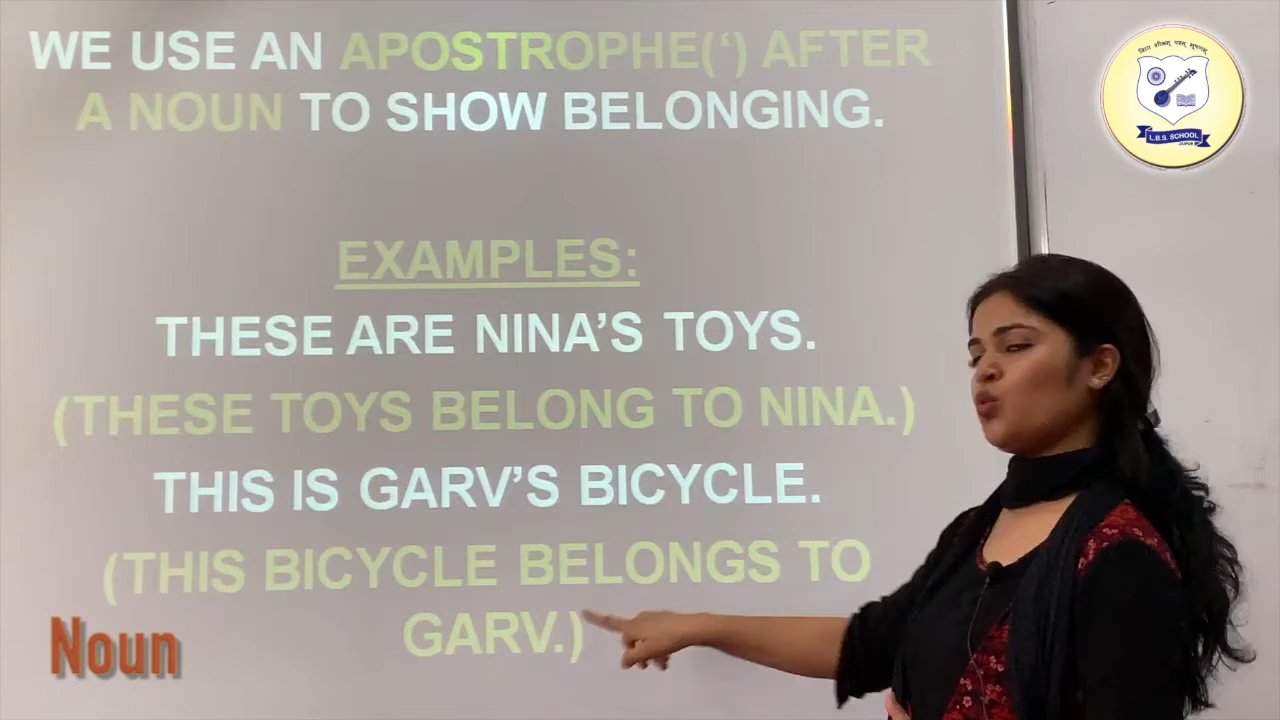 WE USE AN APOSTROPHE(‘) AFTER
A NOUN TO SHOW BELONGING.
EXAMPLES:
THESE ARE NINA’S TOYS.
(THESE TOYS BELONG TO NINA.)
THIS IS GARV’S BICYCLE.
(THIS BICYCLE BELONGS TO
GARV.)
Noun
L.B.S. SCHOOL
JAIPUR